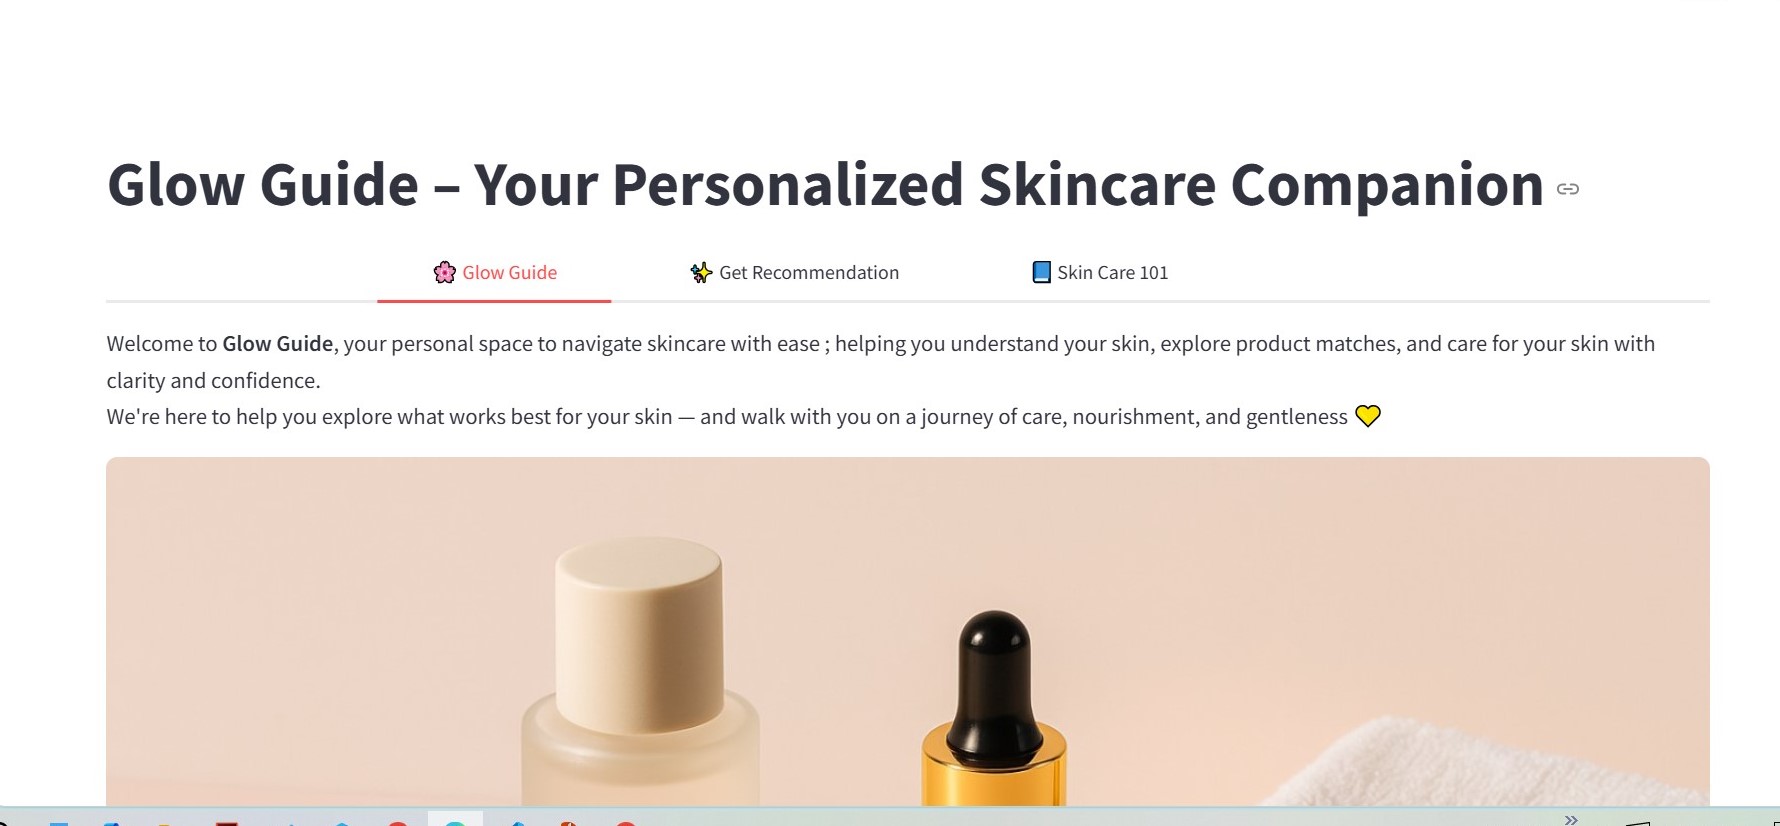 Glow Guide – Your Personalized Skincare Companion
🌸 Glow Guide ✨ Get Recommendation 📘 Skin Care 101
Welcome to Glow Guide, your personal space to navigate skincare with ease ; helping you understand your skin, explore product matches, and care for your skin with
clarity and confidence.
We're here to help you explore what works best for your skin — and walk with you on a journey of care, nourishment, and gentleness 💛